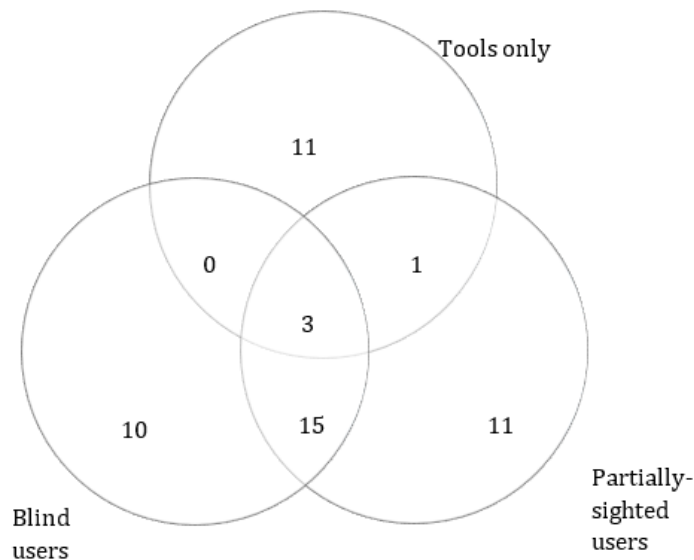 Tools only
11
0
1
3
10
15
11
Partially-
sighted
users
Blind
users